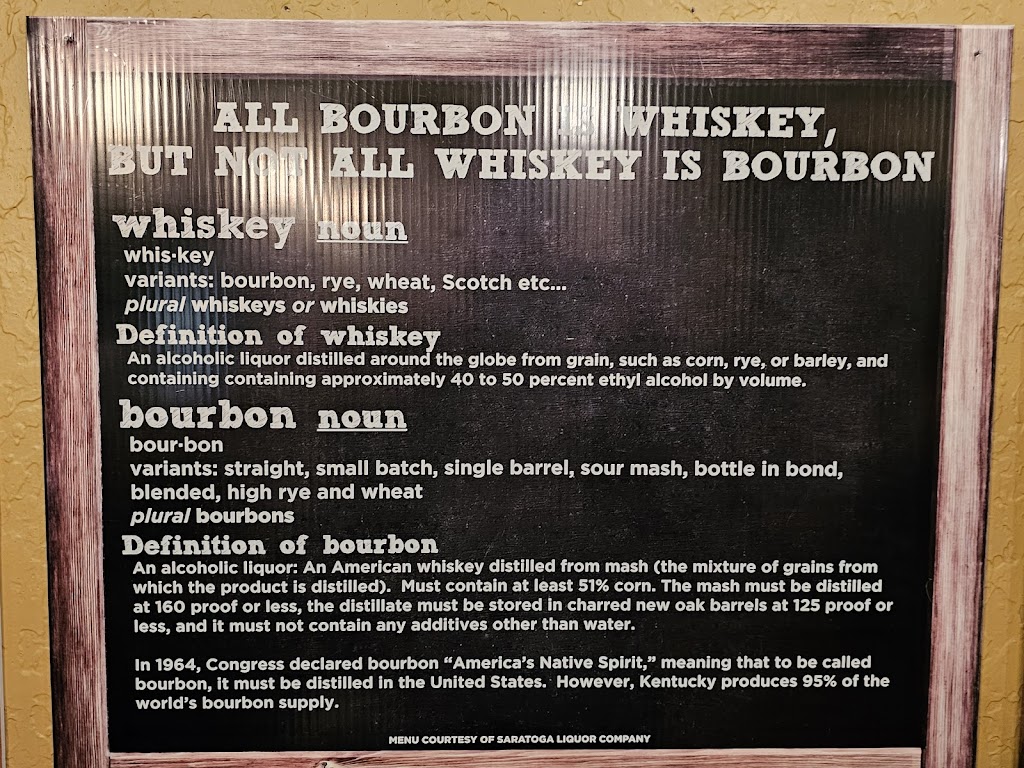 ALL BOURBON IS WHISKEY,
BUT NOT ALL WHISKEY IS BOURBON
whiskey noun
whis·key
variants: bourbon, rye, wheat, Scotch etc...
plural whiskeys or whiskies
Definition of whiskey
An alcoholic liquor distilled around the globe from grain, such as corn, rye, or barley, and
containing containing approximately 40 to 50 percent ethyl alcohol by volume.
bourbon noun
bour·bon
variants: straight, small batch, single barrel, sour mash, bottle in bond,
blended, high rye and wheat
plural bourbons
Definition of bourbon
An alcoholic liquor: An American whiskey distilled from mash (the mixture of grains from
which the product is distilled). Must contain at least 51% corn. The mash must be distilled
at 160 proof or less, the distillate must be stored in charred new oak barrels at 125 proof or
less, and it must not contain any additives other than water.
In 1964, Congress declared bourbon “America’s Native Spirit,” meaning that to be called
bourbon, it must be distilled in the United States. However, Kentucky produces 95% of the
world’s bourbon supply.
MENU COURTESY OF SARATOGA LIQUOR COMPANY